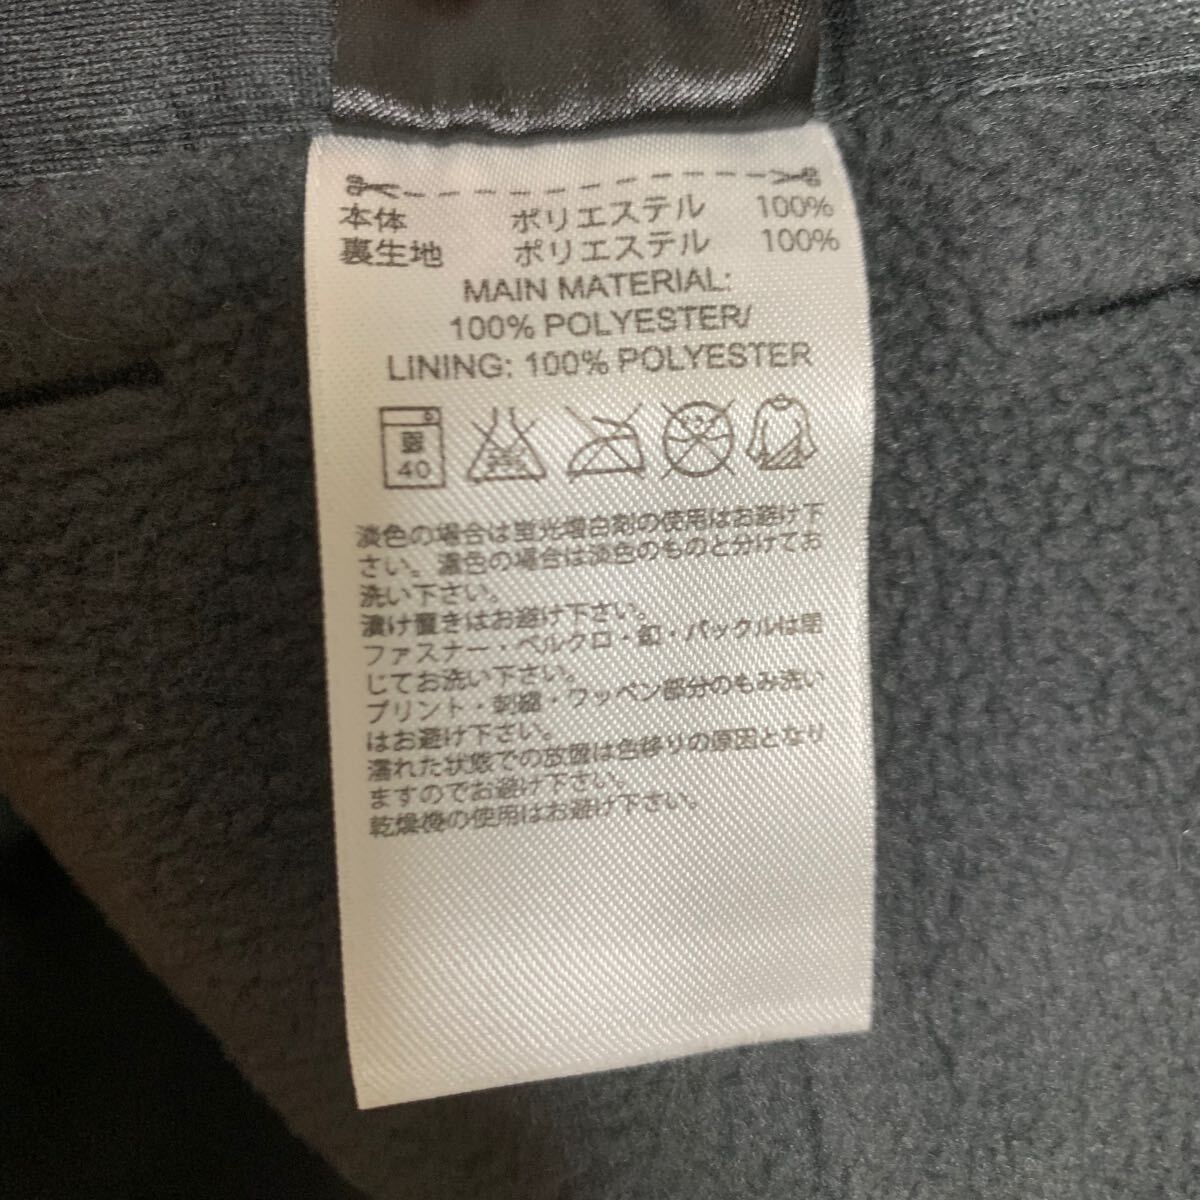 本体 ポリエステル 100%
裏生地 ポリエステル 100%
MAIN MATERIAL:
100% POLYESTER/
LINING: 100% POLYESTER
弱
40
淡色の場合は蛍光増白剤の使用はお避け下
さい。濃色の場合は淡色のものと分けてお
洗い下さい。
漬け置きはお避け下さい。
ファスナー・ベルクロ・釦・バックルは閉
じてお洗い下さい。
プリント・刺繍・ワッペン部分のもみ洗い
はお避け下さい。
濡れた状態での放置は色移りの原因となり
ますのでお避け下さい。
乾燥機の使用はお避け下さい。